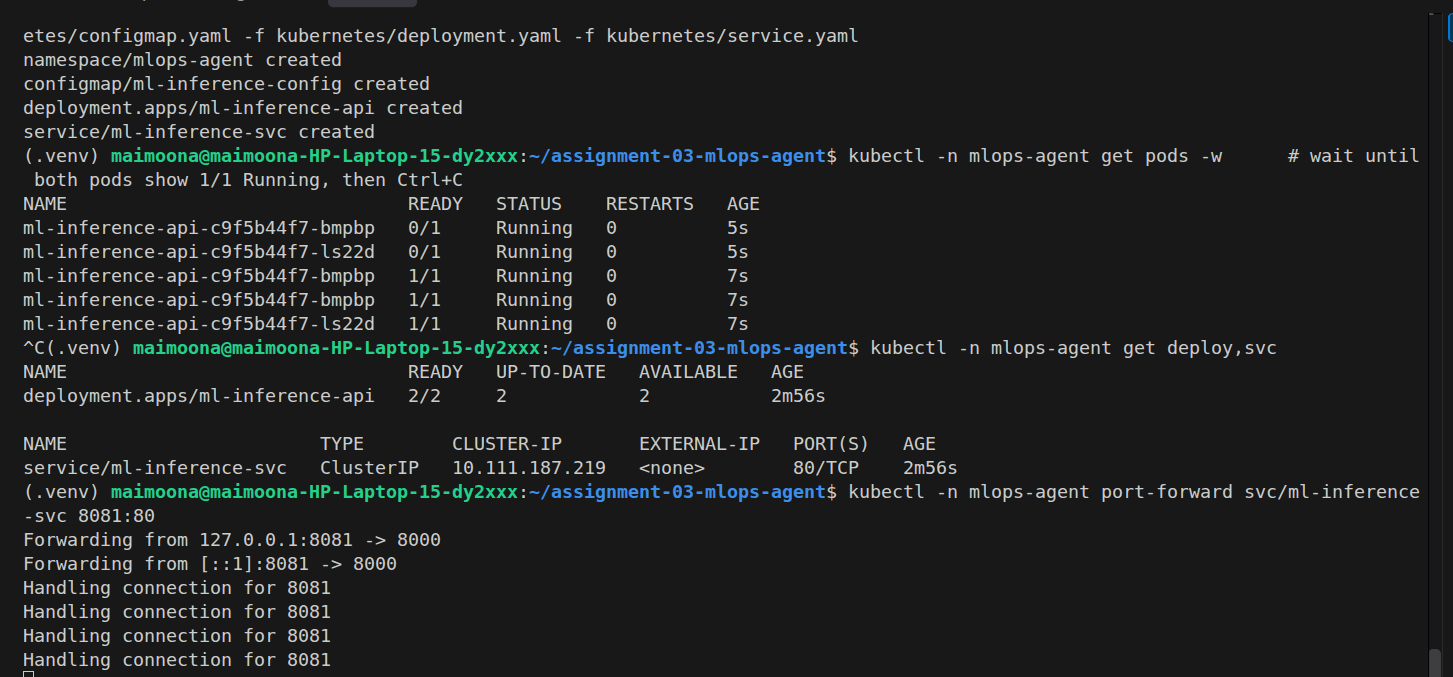 etes/configmap.yaml -f kubernetes/deployment.yaml -f kubernetes/service.yaml
namespace/mlops-agent created
configmap/ml-inference-config created
deployment.apps/ml-inference-api created
service/ml-inference-svc created
(.venv) maimoona@maimoona-HP-Laptop-15-dy2xxx:~/assignment-03-mlops-agent$ kubectl -n mlops-agent get pods -w      # wait until
 both pods show 1/1 Running, then Ctrl+C
NAME                               READY   STATUS    RESTARTS   AGE
ml-inference-api-c9f5b44f7-bmpbp   0/1     Running   0          5s
ml-inference-api-c9f5b44f7-ls22d   0/1     Running   0          5s
ml-inference-api-c9f5b44f7-bmpbp   1/1     Running   0          7s
ml-inference-api-c9f5b44f7-bmpbp   1/1     Running   0          7s
ml-inference-api-c9f5b44f7-ls22d   1/1     Running   0          7s
^C(.venv) maimoona@maimoona-HP-Laptop-15-dy2xxx:~/assignment-03-mlops-agent$ kubectl -n mlops-agent get deploy,svc
NAME                               READY   UP-TO-DATE   AVAILABLE   AGE
deployment.apps/ml-inference-api   2/2     2            2           2m56s

NAME                       TYPE        CLUSTER-IP       EXTERNAL-IP   PORT(S)   AGE
service/ml-inference-svc   ClusterIP   10.111.187.219   <none>        80/TCP    2m56s
(.venv) maimoona@maimoona-HP-Laptop-15-dy2xxx:~/assignment-03-mlops-agent$ kubectl -n mlops-agent port-forward svc/ml-inference
-svc 8081:80
Forwarding from 127.0.0.1:8081 -> 8000
Forwarding from [::1]:8081 -> 8000
Handling connection for 8081
Handling connection for 8081
Handling connection for 8081
Handling connection for 8081